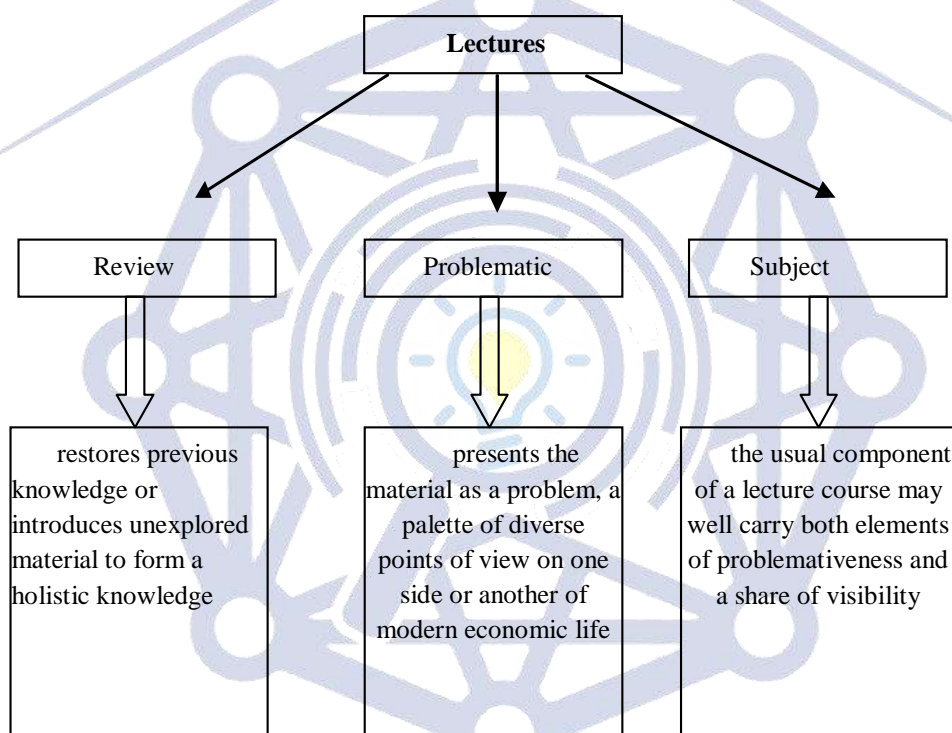 Lectures
Review
Problematic
Subject
restores previous
knowledge or
introduces unexplored
material to form a
holistic knowledge
presents the
material as a problem, a
palette of diverse
points of view on one
side or another of
modern economic life
the usual component
of a lecture course may
well carry both elements
of problemativeness and
a share of visibility